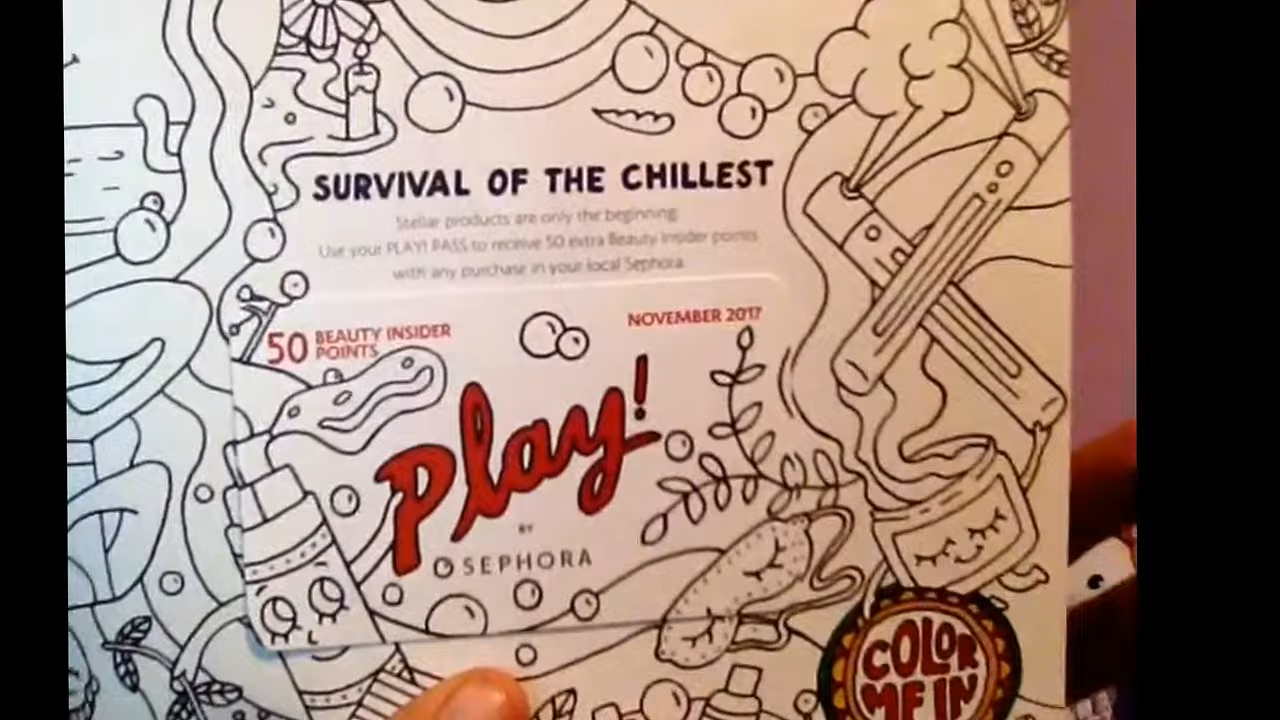 SURVIVAL OF THE CHILLEST
Stellar products are only the beginning.
Use your PLAY! PASS to receive 50 extra Beauty Insider points
with any purchase in your local Sephora.
50 BEAUTY INSIDER
POINTS
NOVEMBER 2017
Play!
BY
SEPHORA
COLOR
ME IN